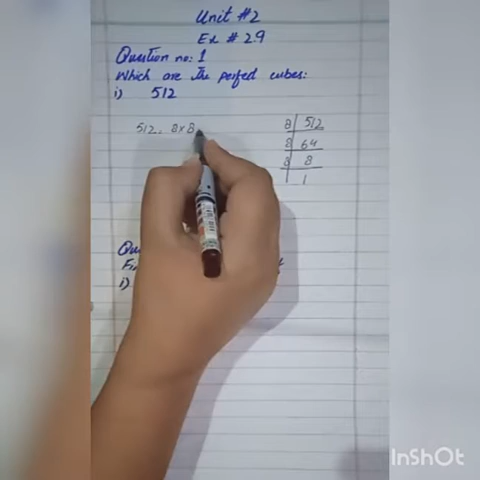 Unit #2
Ex # 2.9
Question no: 1
Which are the perfect cubes:
i) 512
512 = 8 x 8
8 | 512
8 | 64
8 | 8
1
i)
InShOt